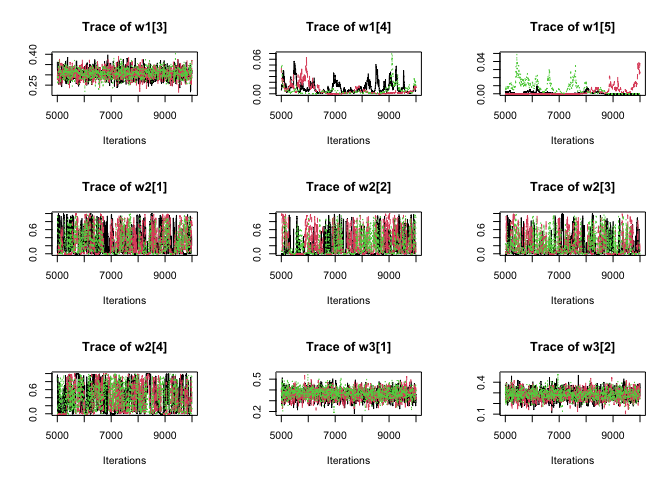 Trace of w1[3]
0.40
0.25
5000 7000 9000
Iterations
Trace of w1[4]
0.06
0.00
5000 7000 9000
Iterations
Trace of w1[5]
0.04
0.00
5000 7000 9000
Iterations
Trace of w2[1]
0.6
0.0
5000 7000 9000
Iterations
Trace of w2[2]
0.6
0.0
5000 7000 9000
Iterations
Trace of w2[3]
0.6
0.0
5000 7000 9000
Iterations
Trace of w2[4]
0.6
0.0
5000 7000 9000
Iterations
Trace of w3[1]
0.5
0.2
5000 7000 9000
Iterations
Trace of w3[2]
0.4
0.1
5000 7000 9000
Iterations